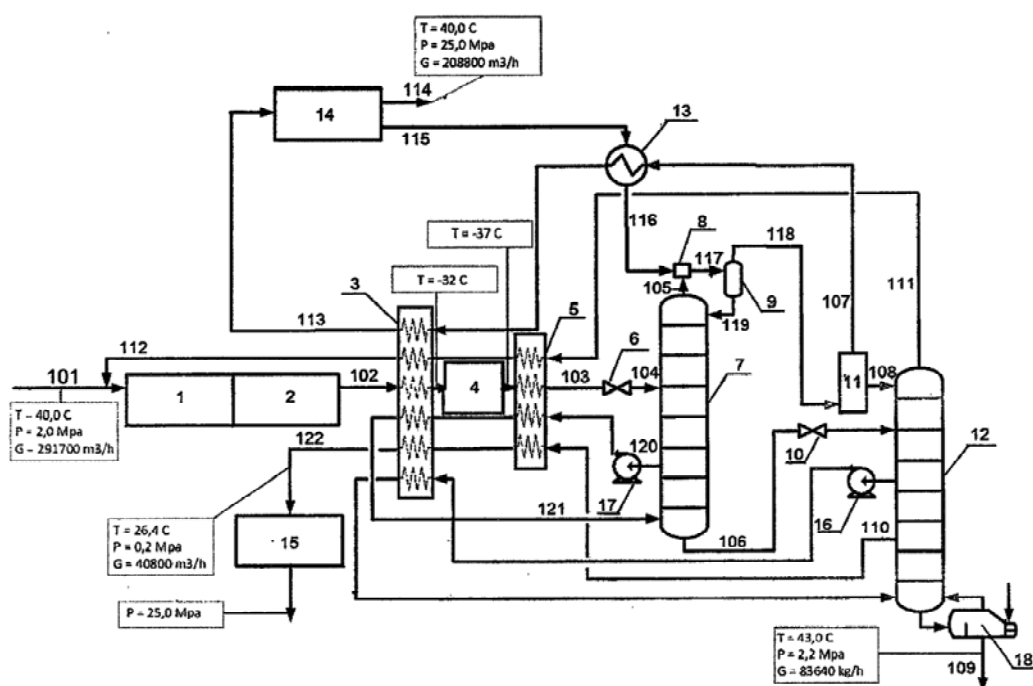 T = 40,0 C
P = 25,0 Mpa
G = 208800 m3/h
114
14
115
13
116
8
118
T = -37 C
117
T = -32 C
105
9
3
107
111
119
113
5
6
112
101
102
4
103
104
7
11
108
1
2
T – 40,0 C
P = 2,0 Mpa
G – 291700 m3/h
122
120
10
12
17
16
121
110
T = 26,4 C
P = 0,2 Mpa
G = 40800 m3/h
15
106
P = 25,0 Mpa
T = 43,0 C
P = 2,2 Mpa
G = 83640 kg/h
109
18